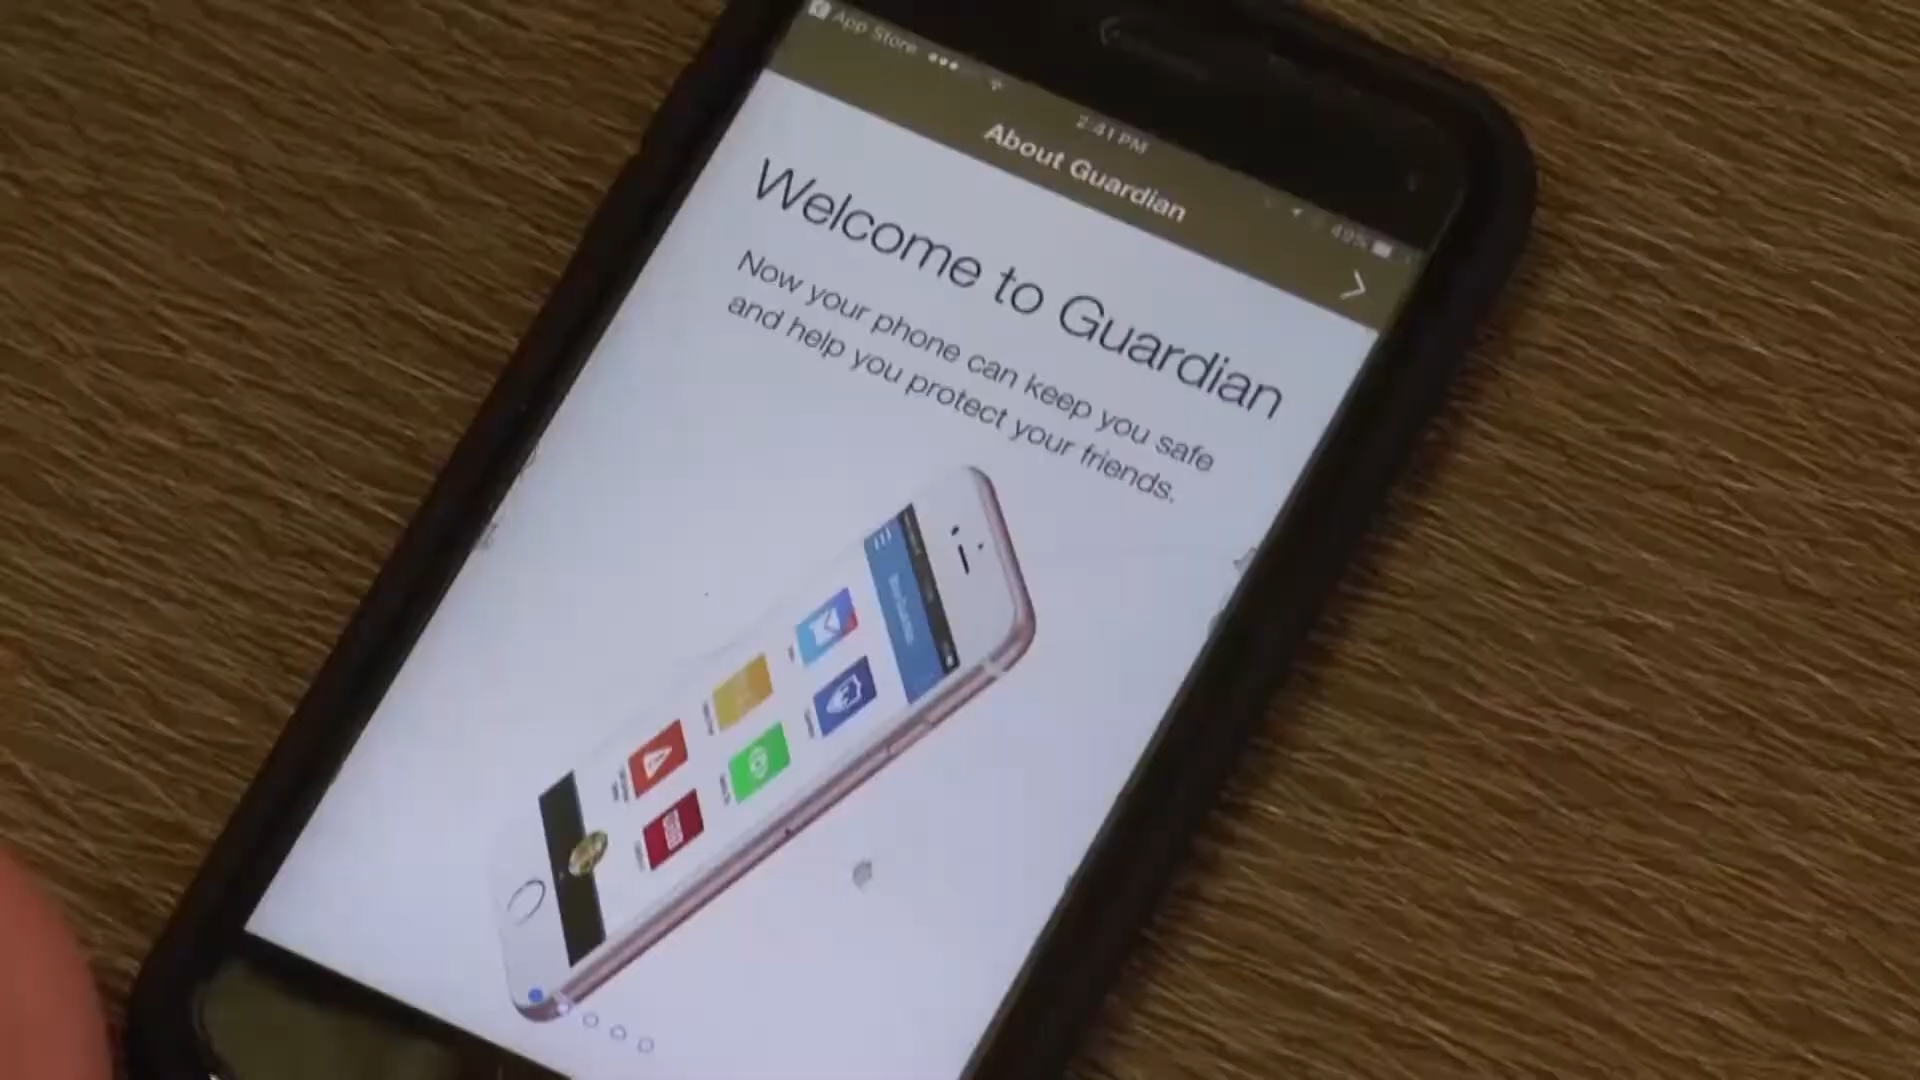 App Store
2:41 PM
49%
About Guardian
Welcome to Guardian
Now your phone can keep you safe
and help you protect your friends.